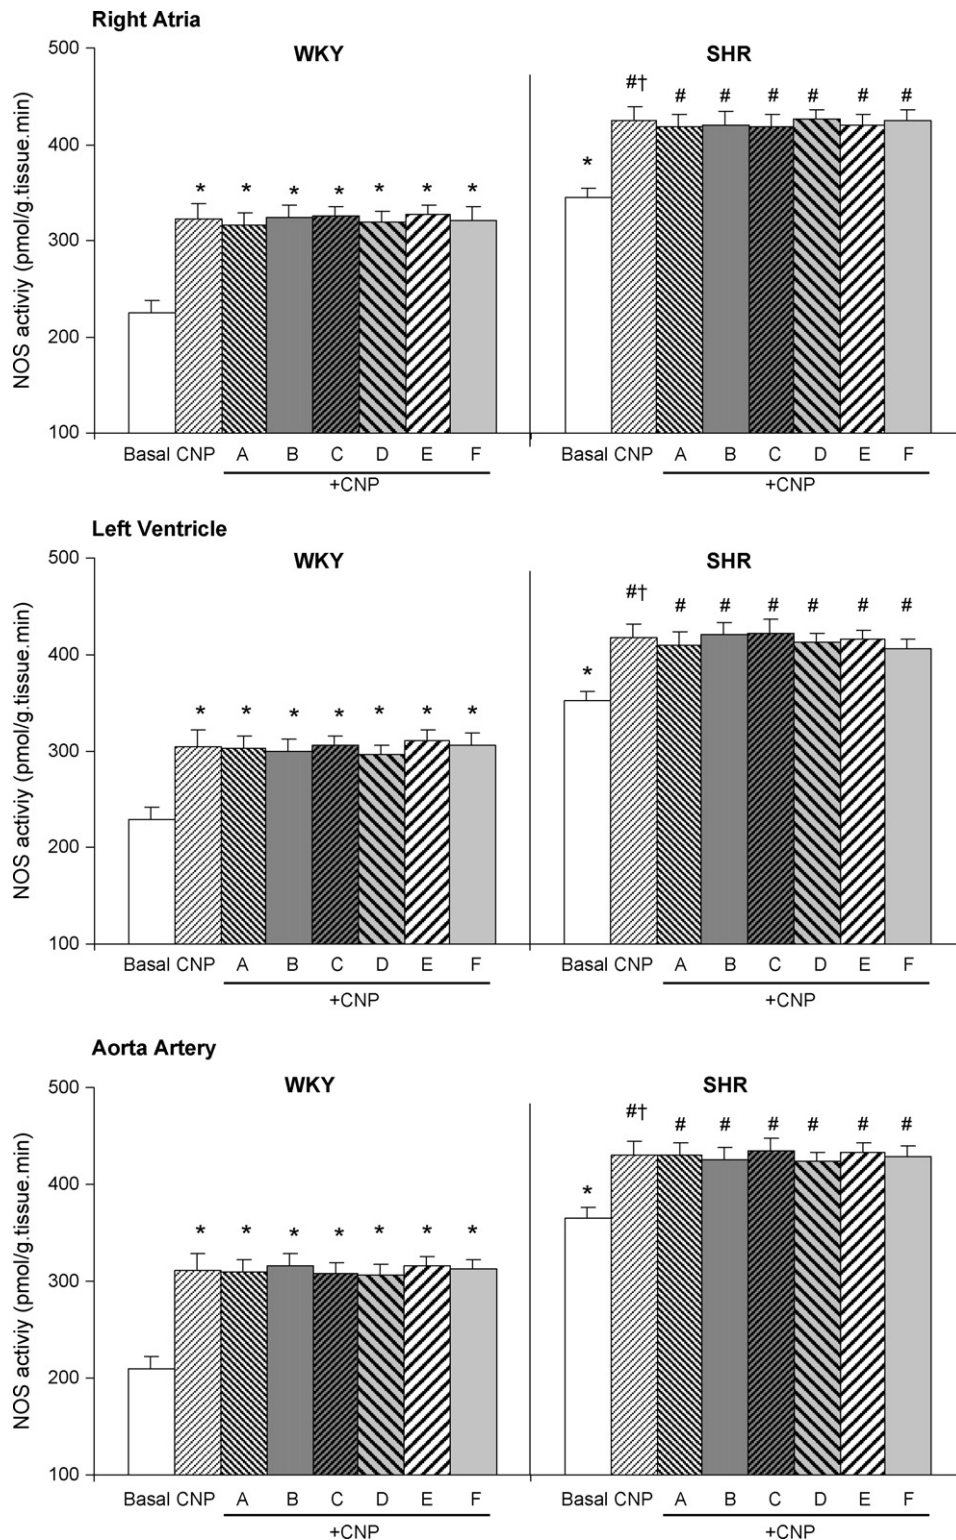 Right Atria
WKY
SHR
NOS activiy (pmol/g.tissue.min)
500
400
300
200
100
* * * * * * *
*
#† # # # # # #
Basal CNP A B C D E F
+CNP
Basal CNP A B C D E F
+CNP
Left Ventricle
WKY
SHR
NOS activiy (pmol/g.tissue.min)
500
400
300
200
100
* * * * * * *
*
#† # # # # # #
Basal CNP A B C D E F
+CNP
Basal CNP A B C D E F
+CNP
Aorta Artery
WKY
SHR
NOS activiy (pmol/g.tissue.min)
500
400
300
200
100
* * * * * * *
*
#† # # # # # #
Basal CNP A B C D E F
+CNP
Basal CNP A B C D E F
+CNP